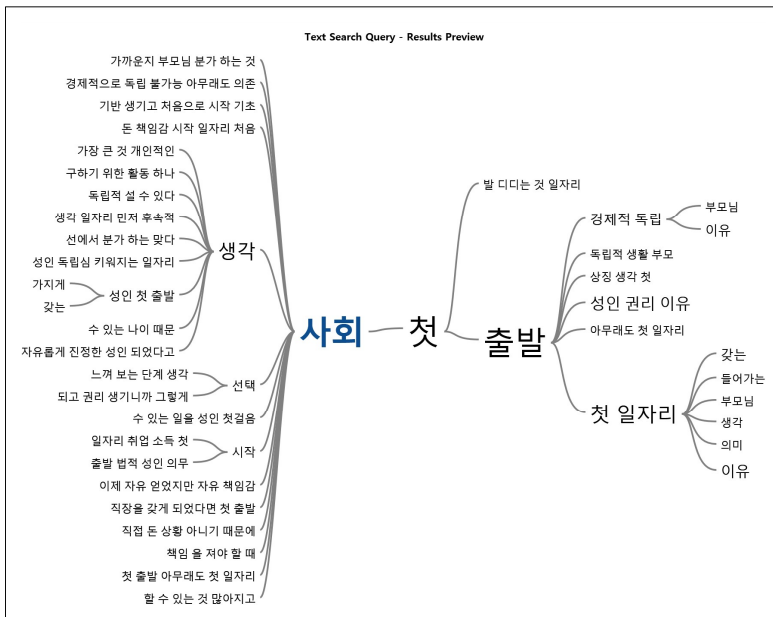 Text Search Query - Results Preview
가까운지 부모님 분가 하는 것
경제적으로 독립 불가능 아무래도 의존
기반 생기고 처음으로 시작 기초
돈 책임감 시작 일자리 처음
가장 큰 것 개인적인
구하기 위한 활동 하나
독립적 설 수 있다
생각 일자리 먼저 후속적
선에서 분가 하는 맞다
성인 독립심 키워지는 일자리
가지게
갖는
성인 첫 출발
수 있는 나이 때문
자유롭게 진정한 성인 되었다고
생각
느껴 보는 단계 생각
되고 권리 생기니까 그렇게
선택
수 있는 일을 성인 첫걸음
일자리 취업 소득 첫
출발 법적 성인 의무
시작
이제 자유 얻었지만 자유 책임감
직장을 갖게 되었다면 첫 출발
직접 돈 상황 아니기 때문에
책임 을 져야 할 때
첫 출발 아무래도 첫 일자리
할 수 있는 것 많아지고
사회
첫
발 디디는 것 일자리
출발
경제적 독립
부모님
이유
독립적 생활 부모
상징 생각 첫
성인 권리 이유
아무래도 첫 일자리
첫 일자리
갖는
들어가는
부모님
생각
의미
이유